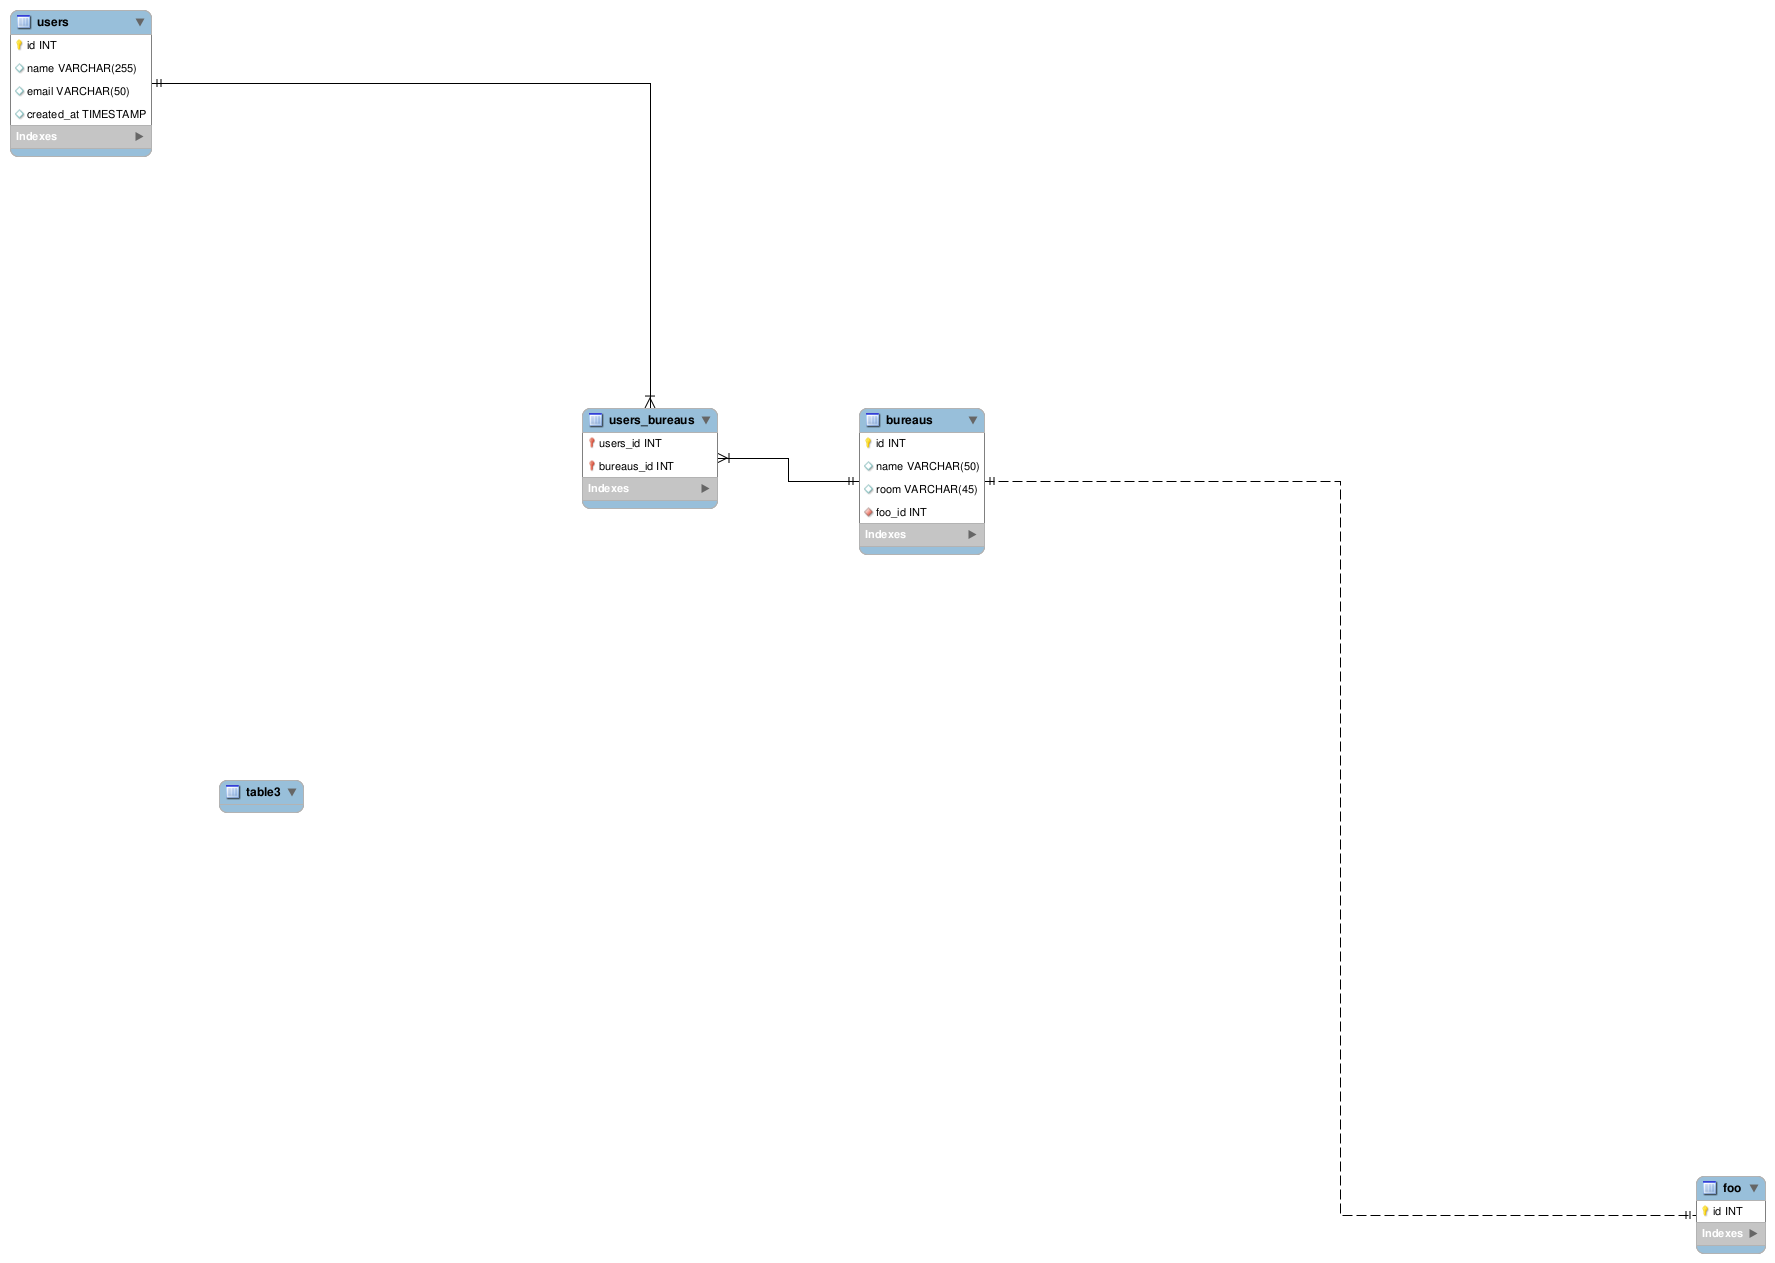 users
id INT
name VARCHAR(255)
email VARCHAR(50)
created_at TIMESTAMP
Indexes
users_bureaus
users_id INT
bureaus_id INT
Indexes
bureaus
id INT
name VARCHAR(50)
room VARCHAR(45)
foo_id INT
Indexes
table3
foo
id INT
Indexes